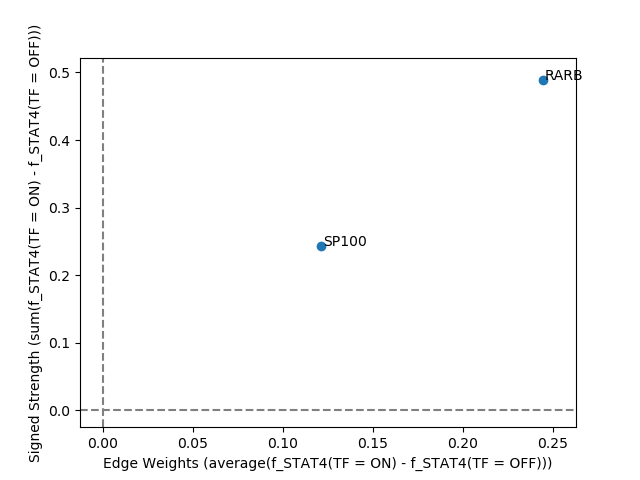 Signed Strength (sum(f_STAT4(TF = ON) - f_STAT4(TF = OFF)))
0.5
0.4
0.3
0.2
0.1
0.0
RARB
SP100
0.00 0.05 0.10 0.15 0.20 0.25
Edge Weights (average(f_STAT4(TF = ON) - f_STAT4(TF = OFF)))